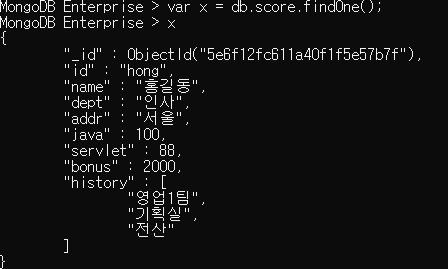 MongoDB Enterprise > var x = db.score.findOne();
MongoDB Enterprise > x
{
        "_id" : ObjectId("5e6f12fc611a40f1f5e57b7f"),
        "id" : "hong",
        "name" : "홍길동",
        "dept" : "인사",
        "addr" : "서울",
        "java" : 100,
        "servlet" : 88,
        "bonus" : 2000,
        "history" : [
                "영업1팀",
                "기획실",
                "전산"
        ]
}